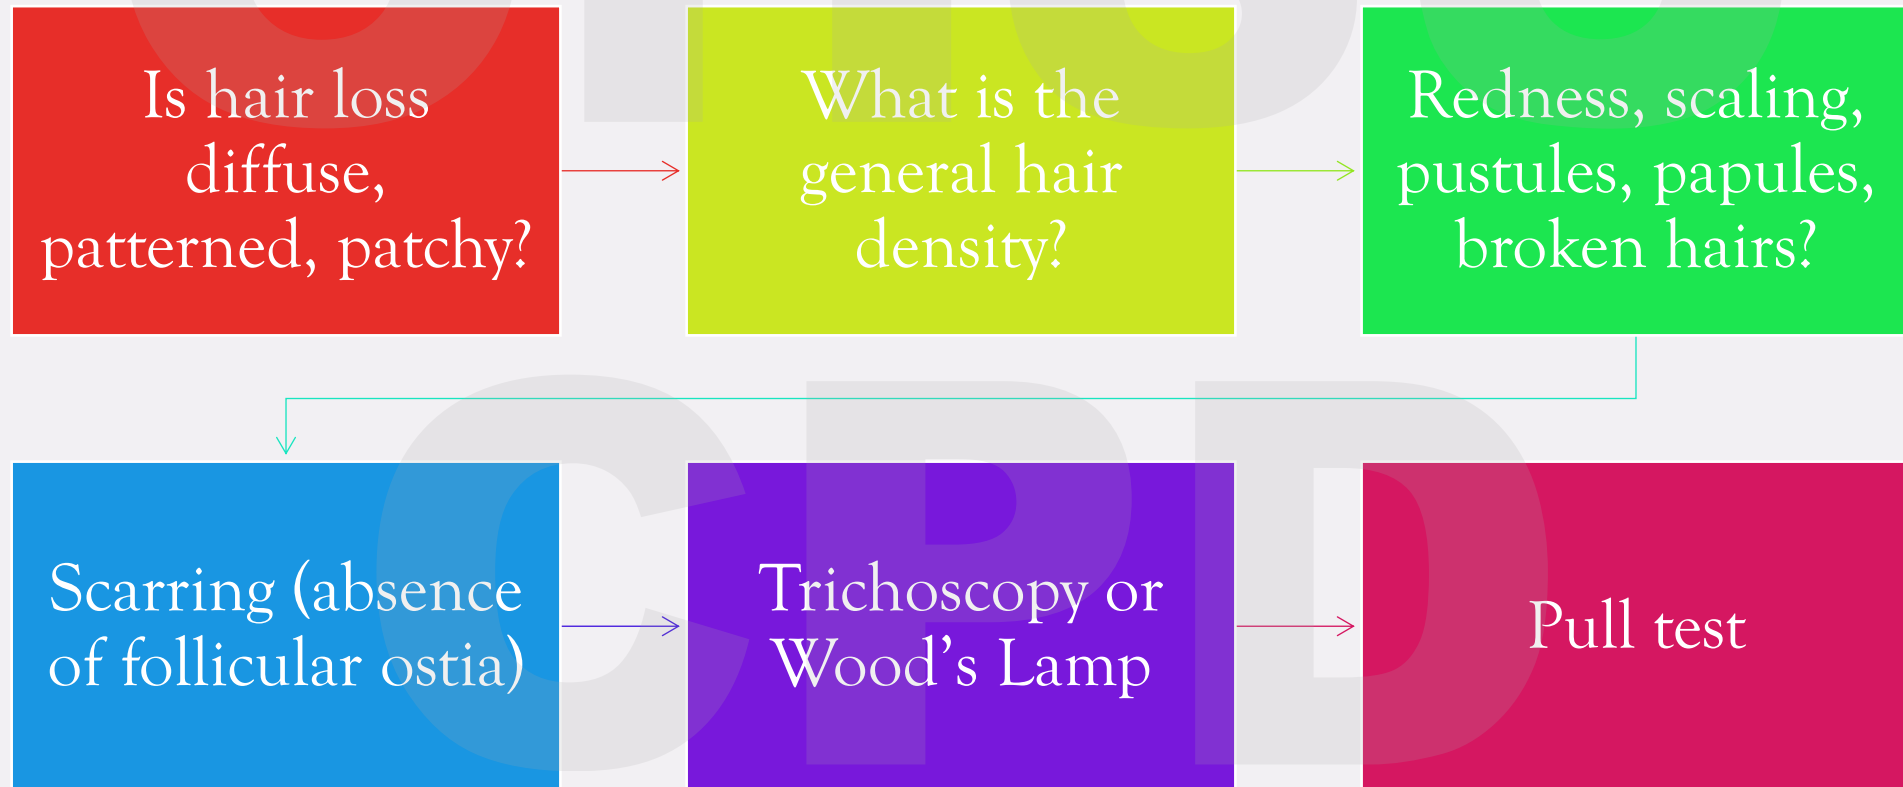 Is hair loss
diffuse,
patterned, patchy?
What is the
general hair
density?
Redness, scaling,
pustules, papules,
broken hairs?
Scarring (absence
of follicular ostia)
Trichoscopy or
Wood’s Lamp
Pull test
CPD